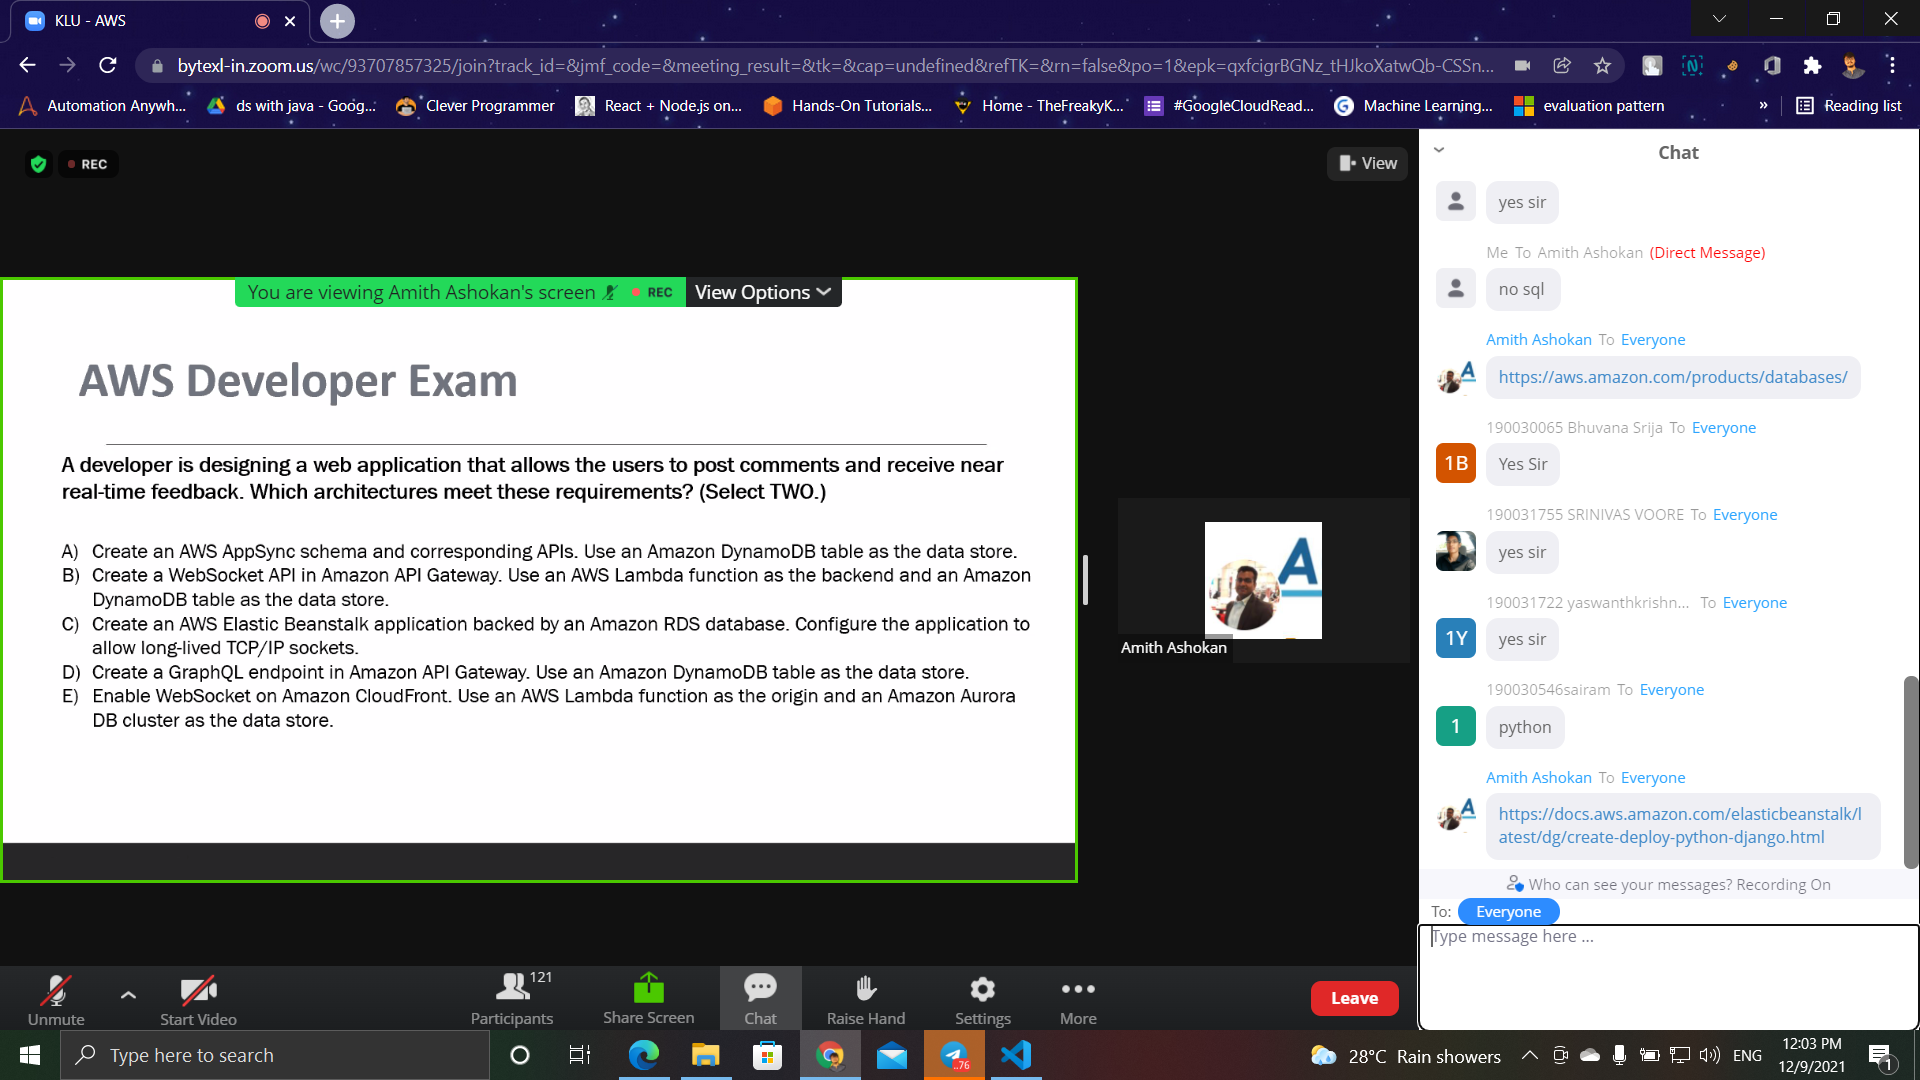 KLU - AWS
bytexl-in.zoom.us/wc/93707857325/join?track_id=&jmf_code=&meeting_result=&tk=&cap=undefined&refTK=&rn=false&po=1&epk=qxfcigrBGNz_tHJkoXatwQb-CSSn...
Automation Anywh... ds with java - Goog... Clever Programmer React + Node.js on... Hands-On Tutorials... Home - TheFreakyK... #GoogleCloudRead... Machine Learning... evaluation pattern » Reading list
REC
View
You are viewing Amith Ashokan's screen REC View Options
AWS Developer Exam
A developer is designing a web application that allows the users to post comments and receive near
real-time feedback. Which architectures meet these requirements? (Select TWO.)
A) Create an AWS AppSync schema and corresponding APIs. Use an Amazon DynamoDB table as the data store.
B) Create a WebSocket API in Amazon API Gateway. Use an AWS Lambda function as the backend and an Amazon
DynamoDB table as the data store.
C) Create an AWS Elastic Beanstalk application backed by an Amazon RDS database. Configure the application to
allow long-lived TCP/IP sockets.
D) Create a GraphQL endpoint in Amazon API Gateway. Use an Amazon DynamoDB table as the data store.
E) Enable WebSocket on Amazon CloudFront. Use an AWS Lambda function as the origin and an Amazon Aurora
DB cluster as the data store.
A
Amith Ashokan
Chat
yes sir
Me To Amith Ashokan (Direct Message)
no sql
Amith Ashokan To Everyone
A
https://aws.amazon.com/products/databases/
190030065 Bhuvana Srija To Everyone
1B
Yes Sir
190031755 SRINIVAS VOORE To Everyone
yes sir
190031722 yaswanthkrishn... To Everyone
1Y
yes sir
190030546sairam To Everyone
1
python
Amith Ashokan To Everyone
A
https://docs.aws.amazon.com/elasticbeanstalk/l
atest/dg/create-deploy-python-django.html
Who can see your messages? Recording On
To: Everyone
Type message here ...
Unmute
Start Video
121
Participants
Share Screen
Chat
Raise Hand
Settings
More
Leave
Type here to search
..76
28°C Rain showers
ENG
12:03 PM
12/9/2021
1